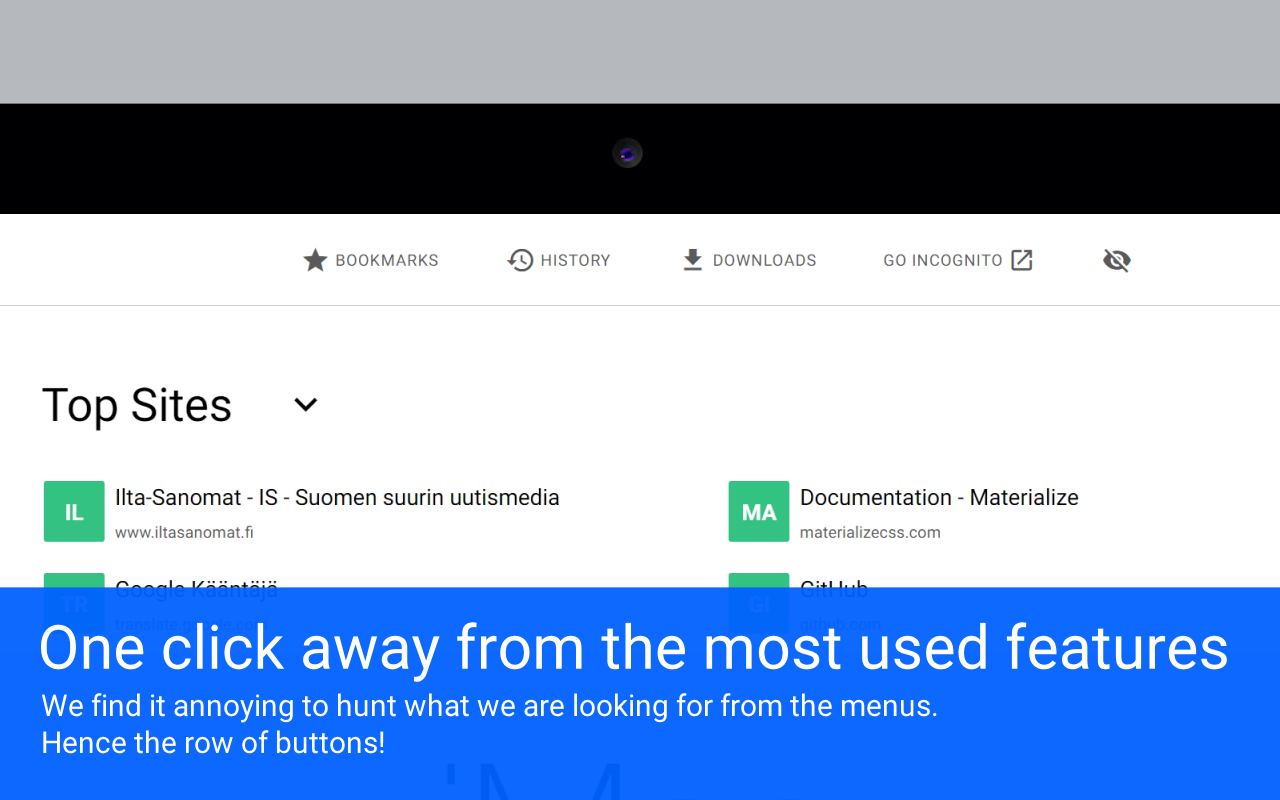 BOOKMARKS HISTORY DOWNLOADS GO INCOGNITO
Top Sites
IL Ilta-Sanomat - IS - Suomen suurin uutismedia
www.iltasanomat.fi
MA Documentation - Materialize
materializecss.com
TR Google Kääntäjä
translate.google.com
GI GitHub
github.com
One click away from the most used features
We find it annoying to hunt what we are looking for from the menus.
Hence the row of buttons!